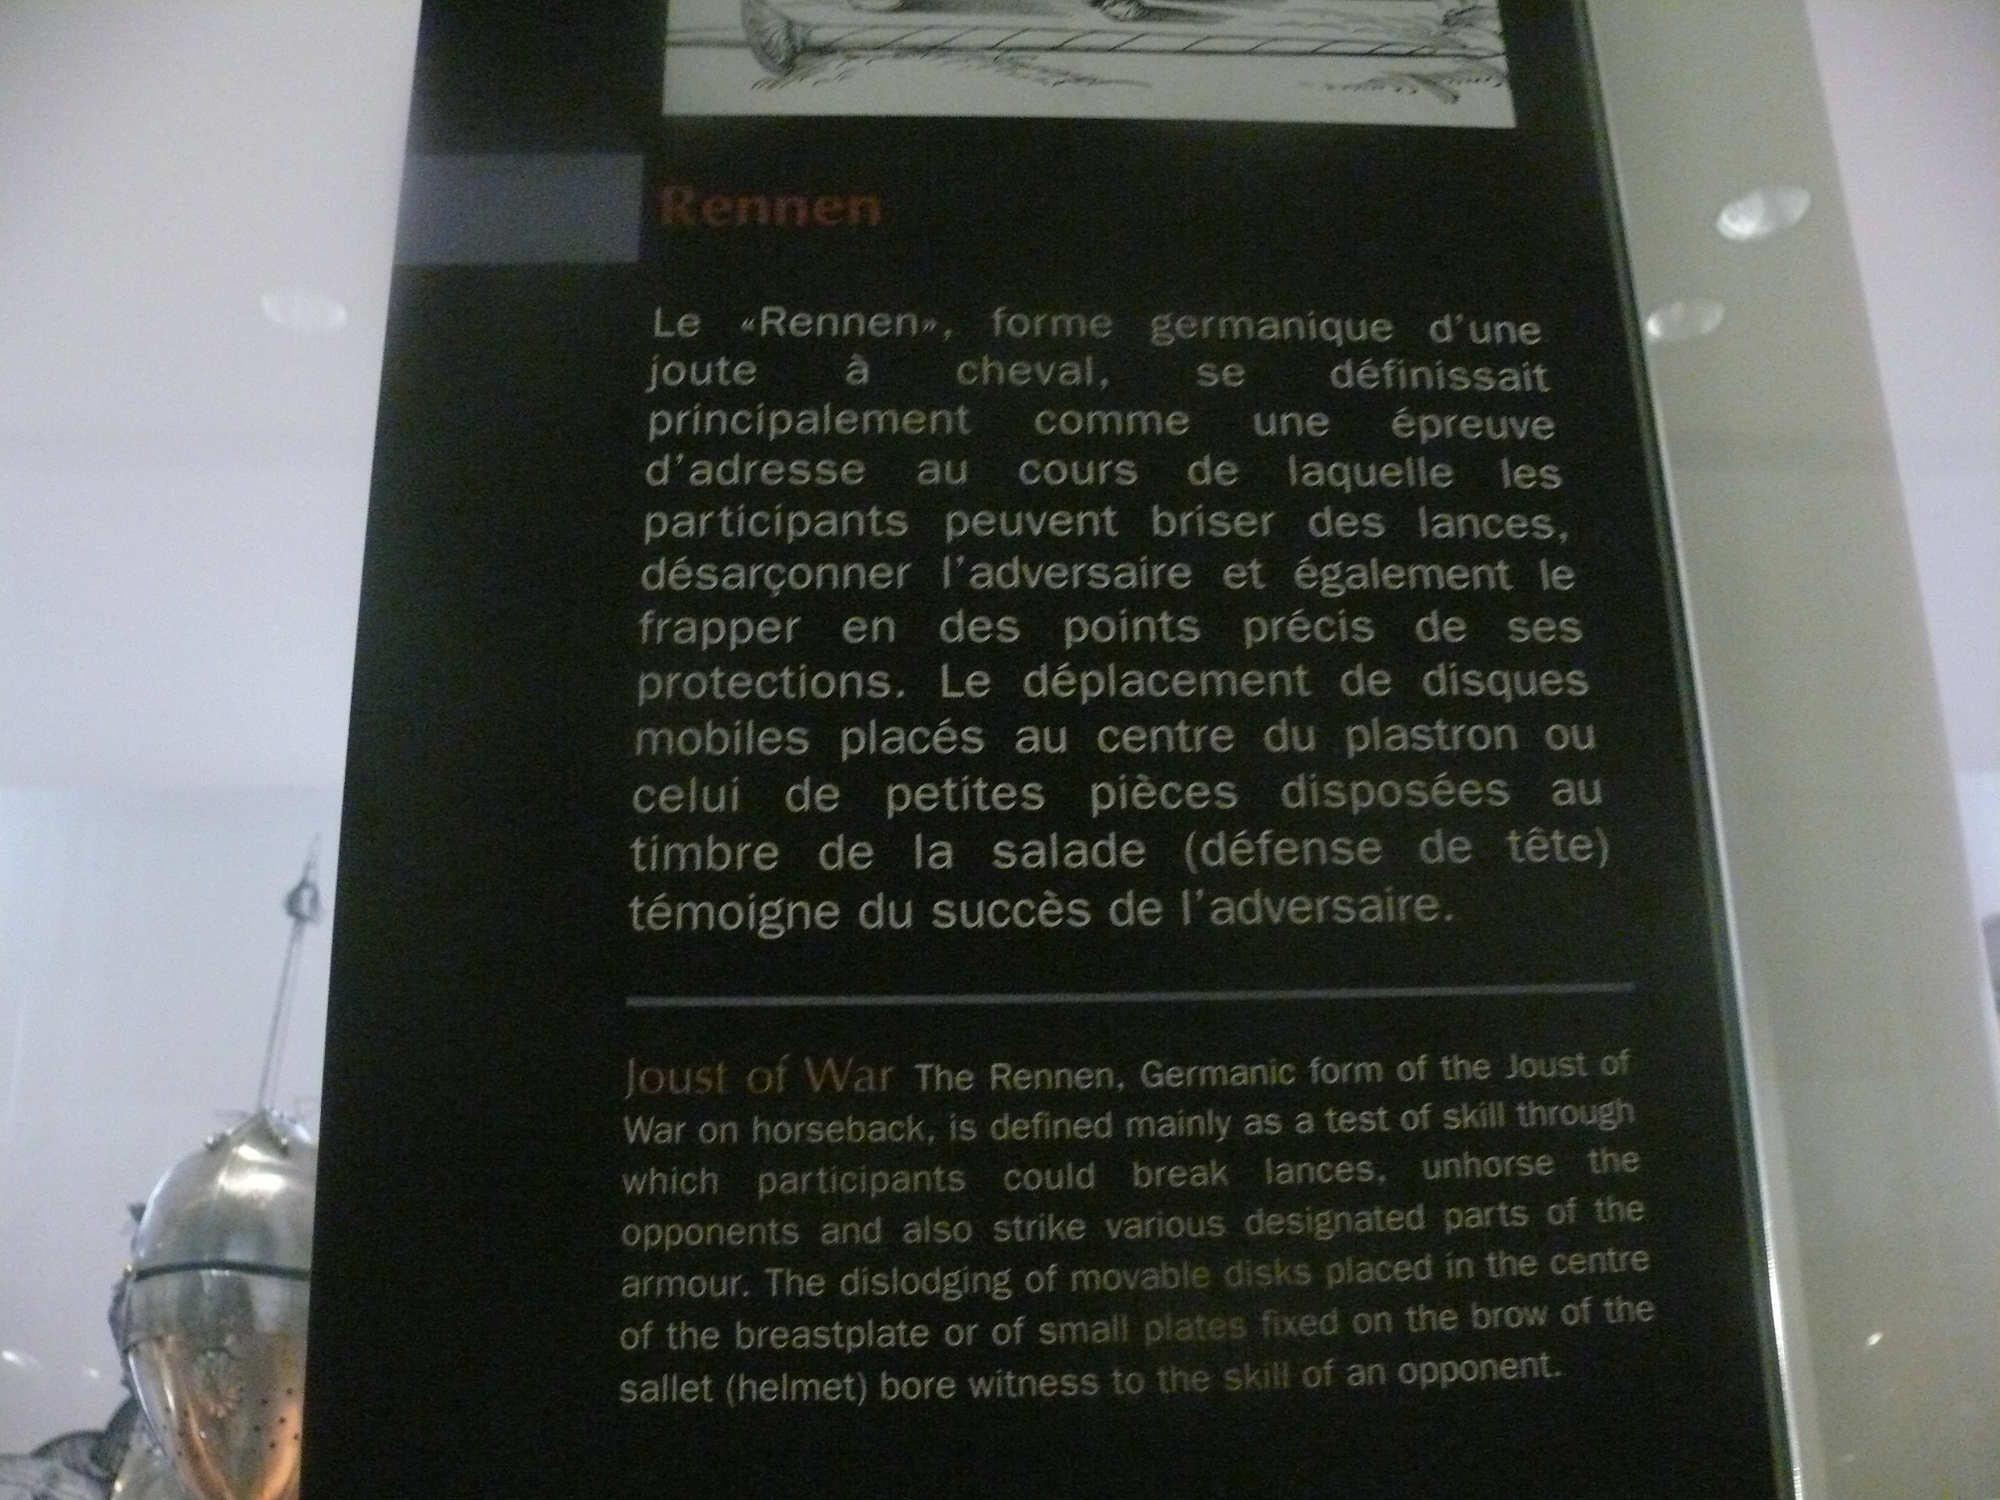 Rennen
Le «Rennen», forme germanique d'une
joute à cheval, se définissait
principalement comme une épreuve
d'adresse au cours de laquelle les
participants peuvent briser des lances,
désarçonner l'adversaire et également le
frapper en des points précis de ses
protections. Le déplacement de disques
mobiles placés au centre du plastron ou
celui de petites pièces disposées au
timbre de la salade (défense de tête)
témoigne du succès de l'adversaire.
Joust of War The Rennen, Germanic form of the Joust of
War on horseback, is defined mainly as a test of skill through
which participants could break lances, unhorse the
opponents and also strike various designated parts of the
armour. The dislodging of movable disks placed in the centre
of the breastplate or of small plates fixed on the brow of the
sallet (helmet) bore witness to the skill of an opponent.